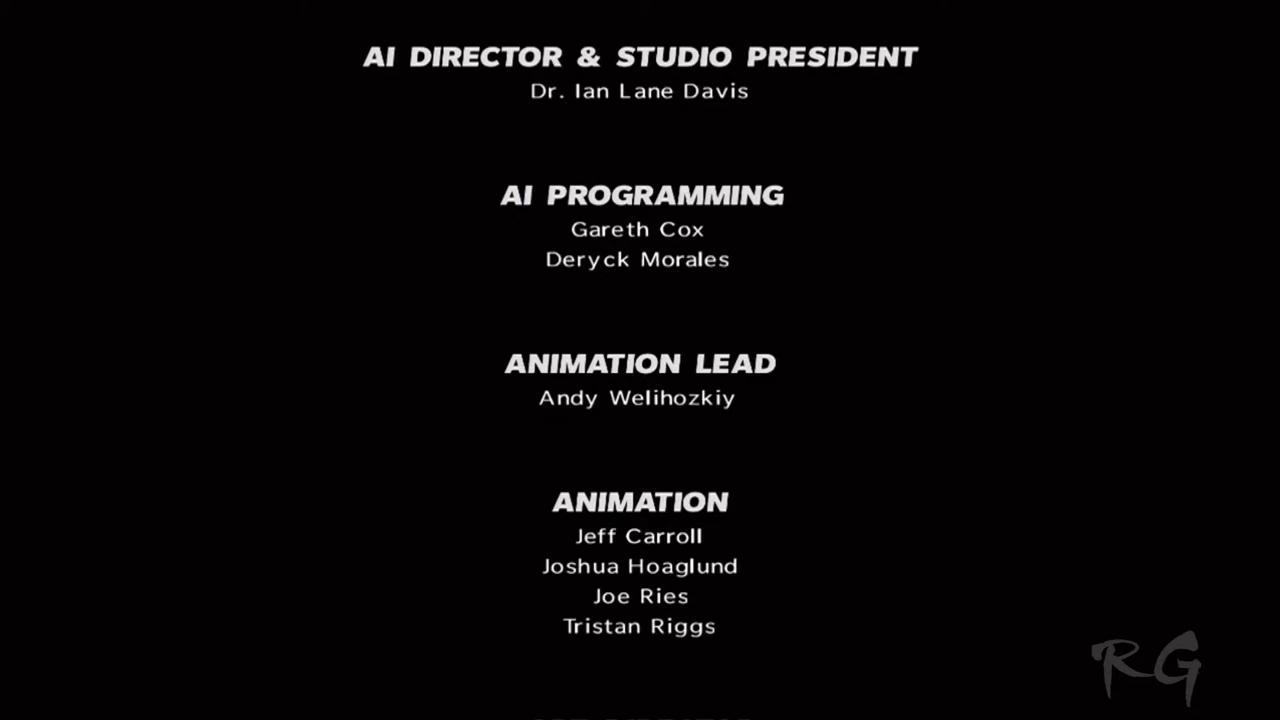 AI DIRECTOR & STUDIO PRESIDENT
Dr. Ian Lane Davis
AI PROGRAMMING
Gareth Cox
Deryck Morales
ANIMATION LEAD
Andy Welihozkiy
ANIMATION
Jeff Carroll
Joshua Hoaglund
Joe Ries
Tristan Riggs
RG